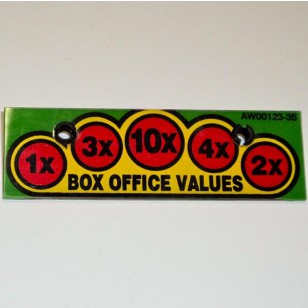 AW00123-35
1x 3x 10x 4x 2x
BOX OFFICE VALUES